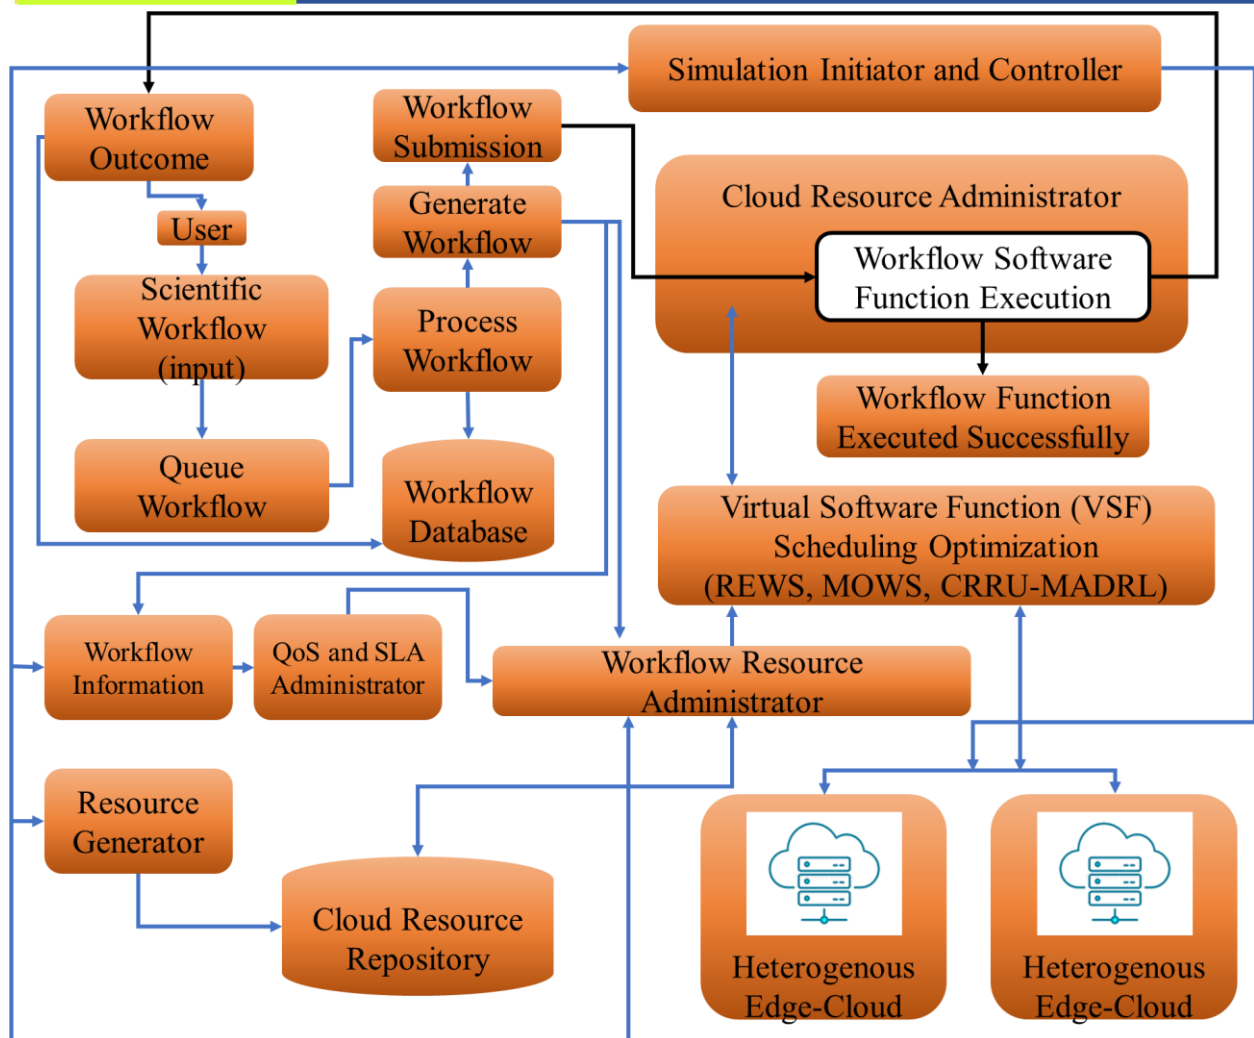 Simulation Initiator and Controller
Workflow
Outcome
Workflow
Submission
User
Generate
Workflow
Cloud Resource Administrator
Workflow Software
Function Execution
Scientific
Workflow
(input)
Process
Workflow
Workflow Function
Executed Successfully
Queue
Workflow
Workflow
Database
Virtual Software Function (VSF)
Scheduling Optimization
(REWS, MOWS, CRRU-MADRL)
Workflow
Information
QoS and SLA
Administrator
Workflow Resource
Administrator
Resource
Generator
Cloud Resource
Repository
Heterogenous
Edge-Cloud
Heterogenous
Edge-Cloud